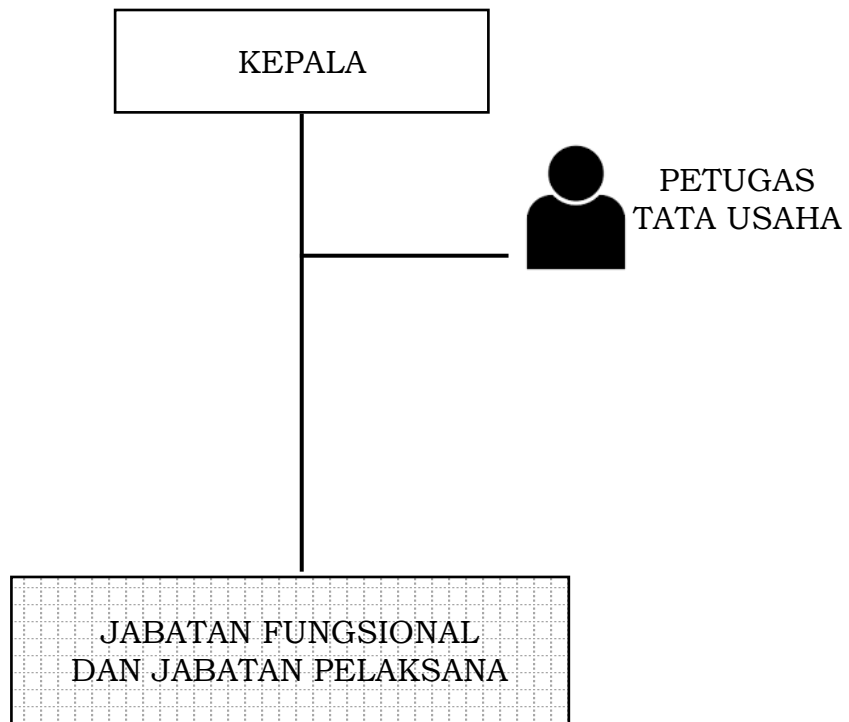 KEPALA
PETUGAS
TATA USAHA
JABATAN FUNGSIONAL
DAN JABATAN PELAKSANA